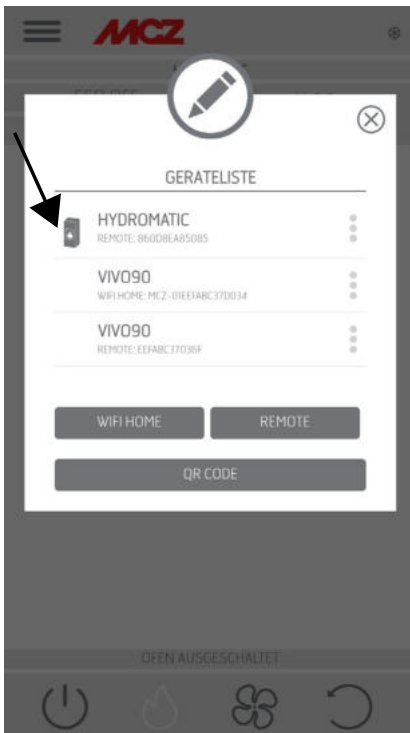 MCZ
GERATELISTE
HYDROMATIC
REMOTE: 860D8EA85085
VIVO90
WIFI HOME: MCZ-01EEFABC37D034
VIVO90
REMOTE: EEFABC37036F
WIFI HOME
REMOTE
QR CODE
OFEN AUSGESCHALTET